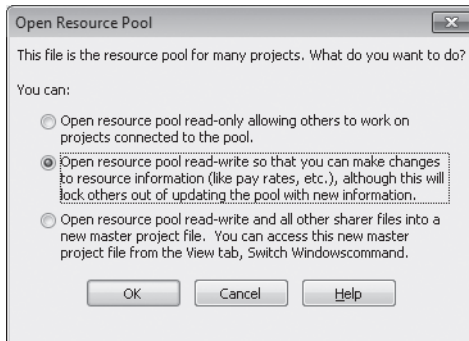 Open Resource Pool
This file is the resource pool for many projects. What do you want to do?
You can:
Open resource pool read-only allowing others to work on
projects connected to the pool.
Open resource pool read-write so that you can make changes
to resource information (like pay rates, etc.), although this will
lock others out of updating the pool with new information.
Open resource pool read-write and all other sharer files into a
new master project file. You can access this new master
project file from the View tab, Switch Windowscommand.
OK Cancel Help